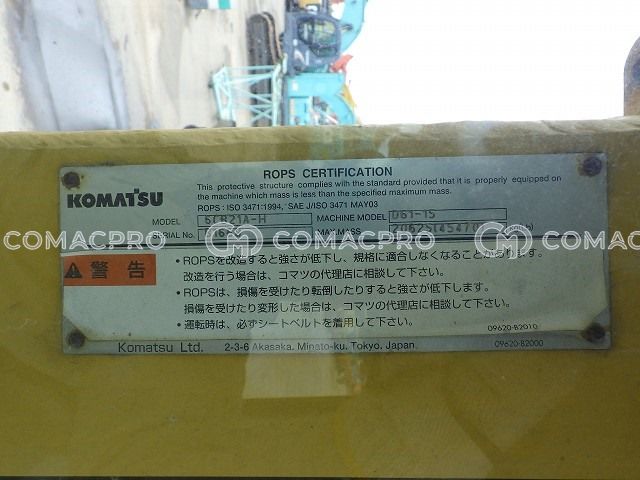 ROPS CERTIFICATION
This protective structure complies with the standard provided that it is properly equipped on
the machine which mass is less than the specified maximum mass.
KOMATSU
ROPS : ISO 3471:1994, SAE J/ISO 3471 MAY03
MODEL 6CB21A-H MACHINE MODEL D61-15
SERIAL MAX.MASS
COMACPRO COMACPRO COMACPRO
⚠ 警告
・ROPSを改造すると強さが低下し、規格に適合しなくなることがあります。
改造を行う場合は、コマツの代理店に相談して下さい。
・ROPSは、損傷を受けたり転倒したりすると強さが低下します。
損傷を受けたり変形した場合は、コマツの代理店に相談して下さい。
・運転時は、必ずシートベルトを着用して下さい。
09620-B2010
Komatsu Ltd. 2-3-6 Akasaka, Minato-ku, Tokyo, Japan.
09620-B2000
COMACPRO COMACPRO COMACPRO